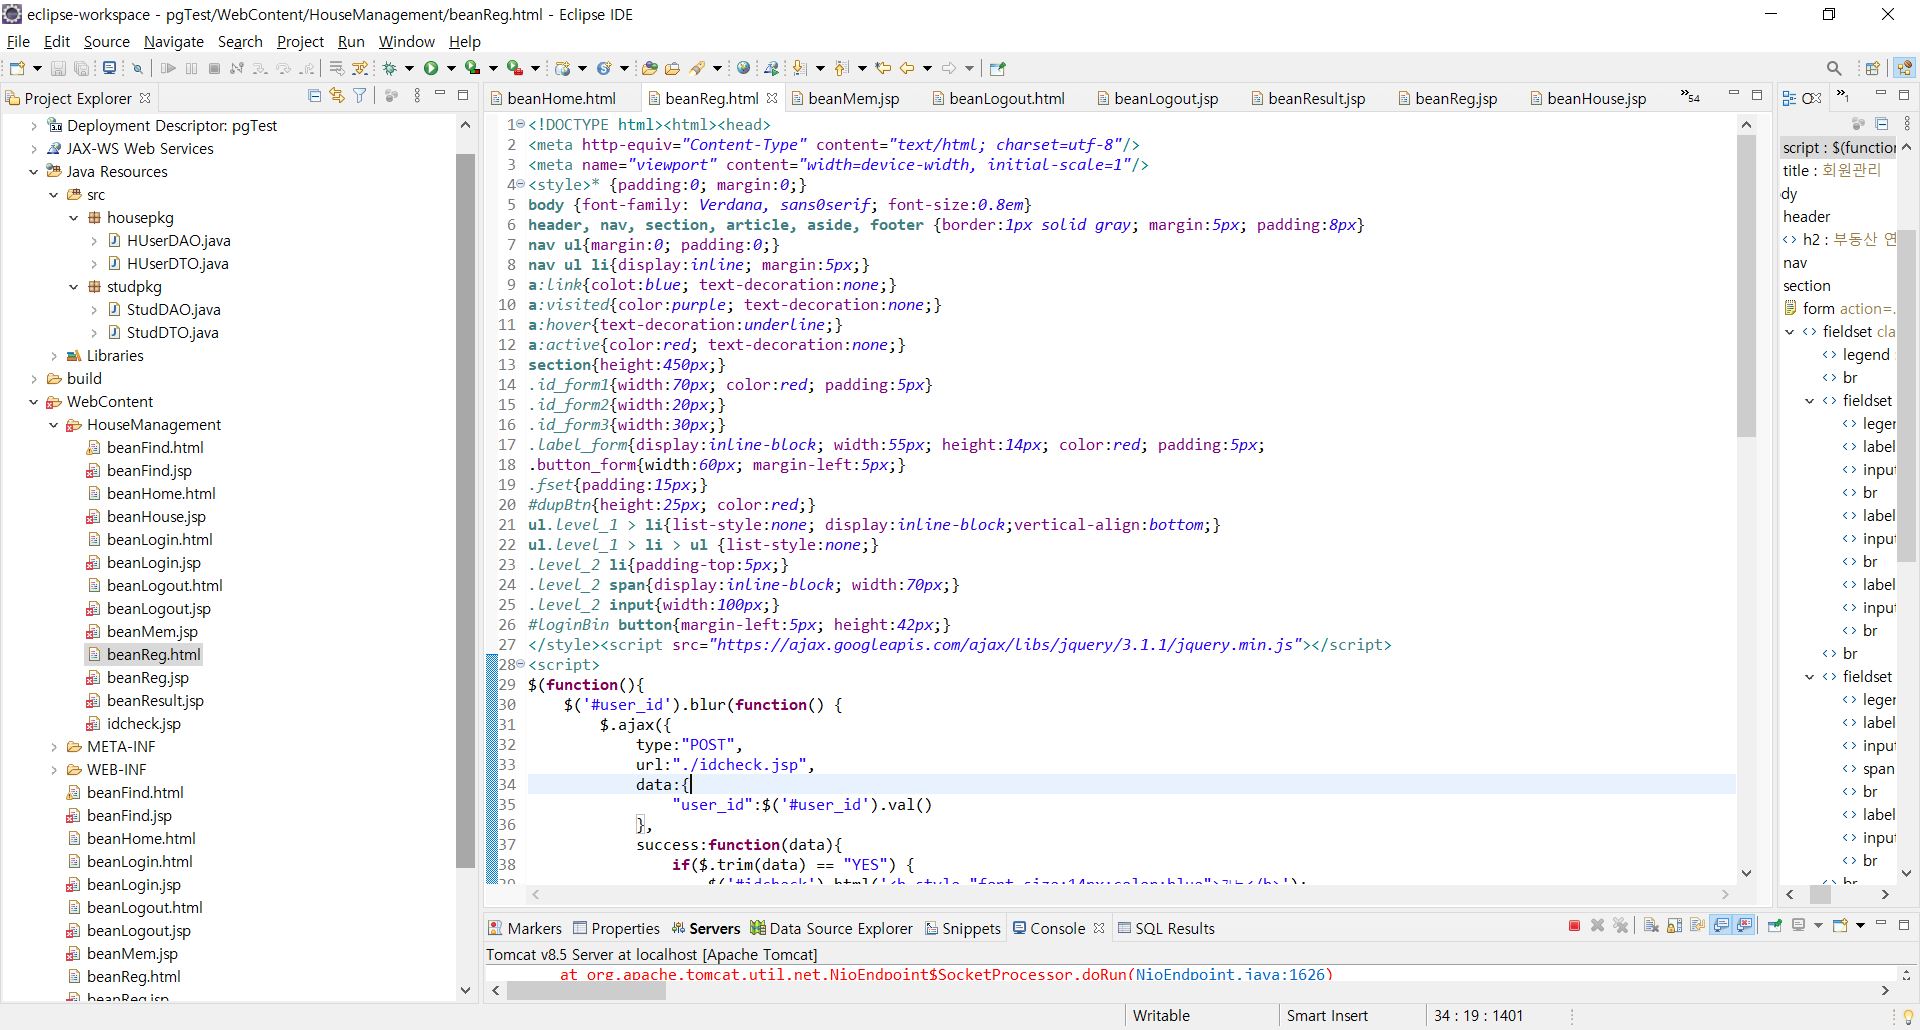 eclipse-workspace - pgTest/WebContent/HouseManagement/beanReg.html - Eclipse IDE
File Edit Source Navigate Search Project Run Window Help
Project Explorer
Deployment Descriptor: pgTest
JAX-WS Web Services
Java Resources
src
housepkg
HUserDAO.java
HUserDTO.java
studpkg
StudDAO.java
StudDTO.java
Libraries
build
WebContent
HouseManagement
beanFind.html
beanFind.jsp
beanHome.html
beanHouse.jsp
beanLogin.html
beanLogin.jsp
beanLogout.html
beanLogout.jsp
beanMem.jsp
beanReg.html
beanReg.jsp
beanResult.jsp
idcheck.jsp
META-INF
WEB-INF
beanFind.html
beanFind.jsp
beanHome.html
beanLogin.html
beanLogin.jsp
beanLogout.html
beanLogout.jsp
beanMem.jsp
beanReg.html
beanReg.jsp
beanHome.html beanReg.html beanMem.jsp beanLogout.html beanLogout.jsp beanResult.jsp beanReg.jsp beanHouse.jsp »54
1 <!DOCTYPE html><html><head>
2 <meta http-equiv="Content-Type" content="text/html; charset=utf-8"/>
3 <meta name="viewport" content="width=device-width, initial-scale=1"/>
4 <style>* {padding:0; margin:0;}
5 body {font-family: Verdana, sans0serif; font-size:0.8em}
6 header, nav, section, article, aside, footer {border:1px solid gray; margin:5px; padding:8px}
7 nav ul{margin:0; padding:0;}
8 nav ul li{display:inline; margin:5px;}
9 a:link{colot:blue; text-decoration:none;}
10 a:visited{color:purple; text-decoration:none;}
11 a:hover{text-decoration:underline;}
12 a:active{color:red; text-decoration:none;}
13 section{height:450px;}
14 .id_form1{width:70px; color:red; padding:5px}
15 .id_form2{width:20px;}
16 .id_form3{width:30px;}
17 .label_form{display:inline-block; width:55px; height:14px; color:red; padding:5px;
18 .button_form{width:60px; margin-left:5px;}
19 .fset{padding:15px;}
20 #dupBtn{height:25px; color:red;}
21 ul.level_1 > li{list-style:none; display:inline-block;vertical-align:bottom;}
22 ul.level_1 > li > ul {list-style:none;}
23 .level_2 li{padding-top:5px;}
24 .level_2 span{display:inline-block; width:70px;}
25 .level_2 input{width:100px;}
26 #loginBin button{margin-left:5px; height:42px;}
27 </style><script src="https://ajax.googleapis.com/ajax/libs/jquery/3.1.1/jquery.min.js"></script>
28 <script>
29 $(function(){
30 $('#user_id').blur(function() {
31 $.ajax({
32 type:"POST",
33 url:"./idcheck.jsp",
34 data:{
35 "user_id":$('#user_id').val()
36 },
37 success:function(data){
38 if($.trim(data) == "YES") {
»1
script : $(function
title : 회원관리
dy
header
h2 : 부동산 연
nav
section
form action=.
fieldset cla
legend
br
fieldset
leger
label
input
br
label
input
br
label
input
br
br
fieldset
leger
label
input
span
br
label
input
br
Markers Properties Servers Data Source Explorer Snippets Console SQL Results
Tomcat v8.5 Server at localhost [Apache Tomcat]
at org.apache.tomcat.util.net.NioEndpoint$SocketProcessor.doRun(NioEndpoint.java:1626)
Writable Smart Insert 34 : 19 : 1401